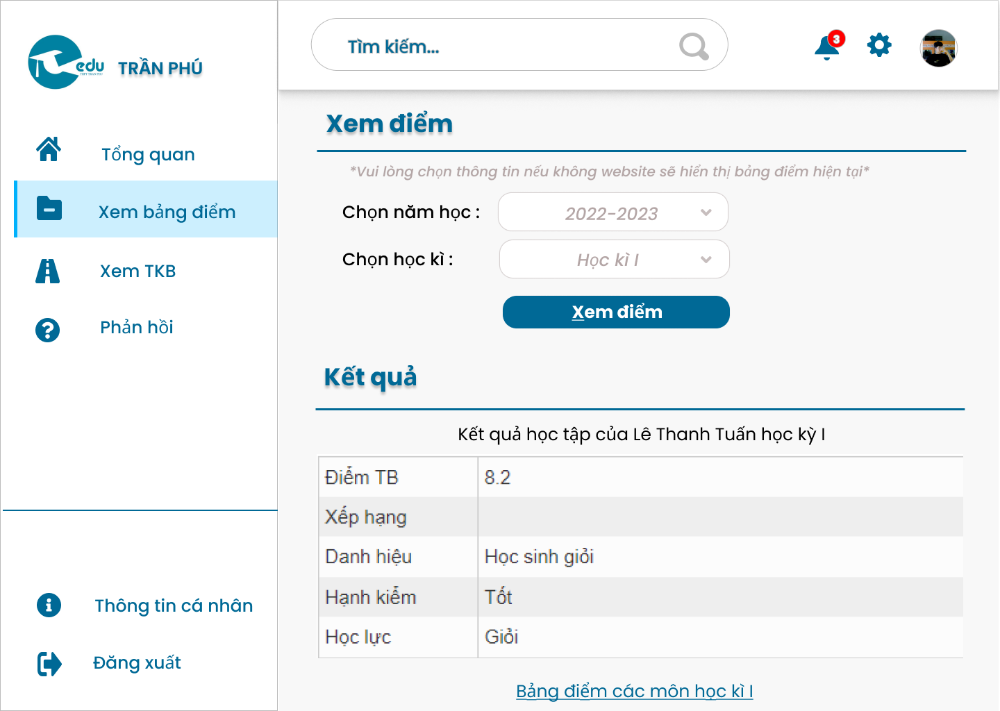 edu
THPT TRẦN PHÚ
TRẦN PHÚ
Tìm kiếm...
3
Tổng quan
Xem bảng điểm
Xem TKB
Phản hồi
Thông tin cá nhân
Đăng xuất
Xem điểm
*Vui lòng chọn thông tin nếu không website sẽ hiển thị bảng điểm hiện tại*
Chọn năm học : 2022-2023
Chọn học kì : Học kì I
Xem điểm
Kết quả
Kết quả học tập của Lê Thanh Tuấn học kỳ I
Điểm TB 8.2
Xếp hạng
Danh hiệu Học sinh giỏi
Hạnh kiểm Tốt
Học lực Giỏi
Bảng điểm các môn học kì I